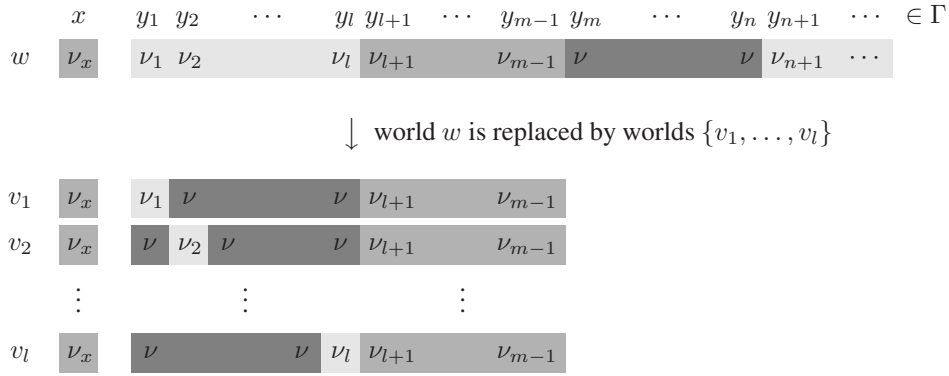 x y₁ y₂ ⋯ y_l y_{l+1} ⋯ y_{m−1} y_m ⋯ y_n y_{n+1} ⋯ ∈ Γ
w ν_x ν₁ ν₂ ν_l ν_{l+1} ν_{m−1} ν ν ν_{n+1} ⋯
↓ world w is replaced by worlds {v₁, . . . , v_l}
v₁ ν_x ν₁ ν ν ν_{l+1} ν_{m−1}
v₂ ν_x ν ν₂ ν ν ν_{l+1} ν_{m−1}
⋮ ⋮ ⋮ ⋮
v_l ν_x ν ν ν_l ν_{l+1} ν_{m−1}